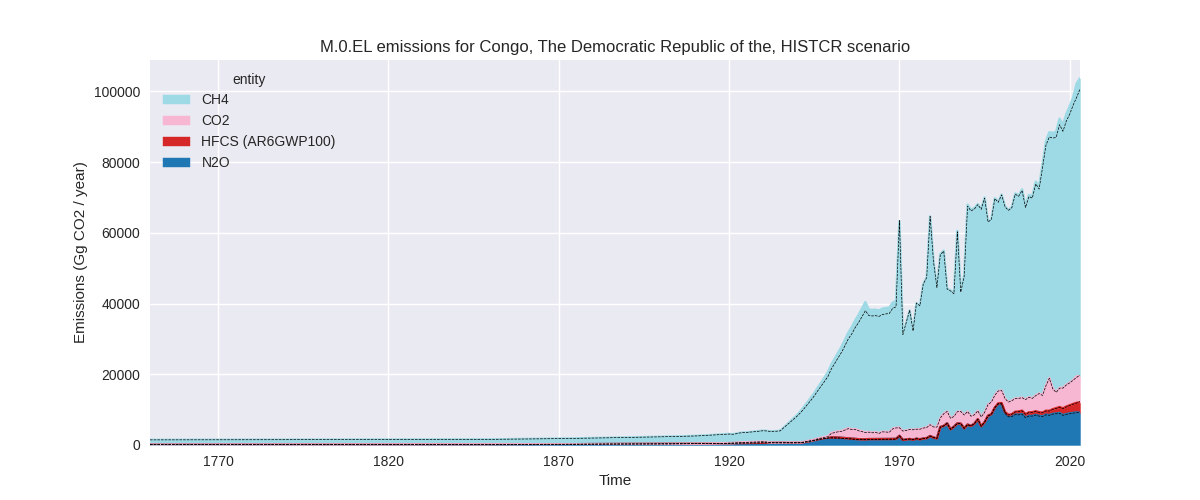 M.0.EL emissions for Congo, The Democratic Republic of the, HISTCR scenario
entity
CH4
CO2
HFCS (AR6GWP100)
N2O
Emissions (Gg CO2 / year)
100000
80000
60000
40000
20000
0
1770
1820
1870
1920
1970
2020
Time